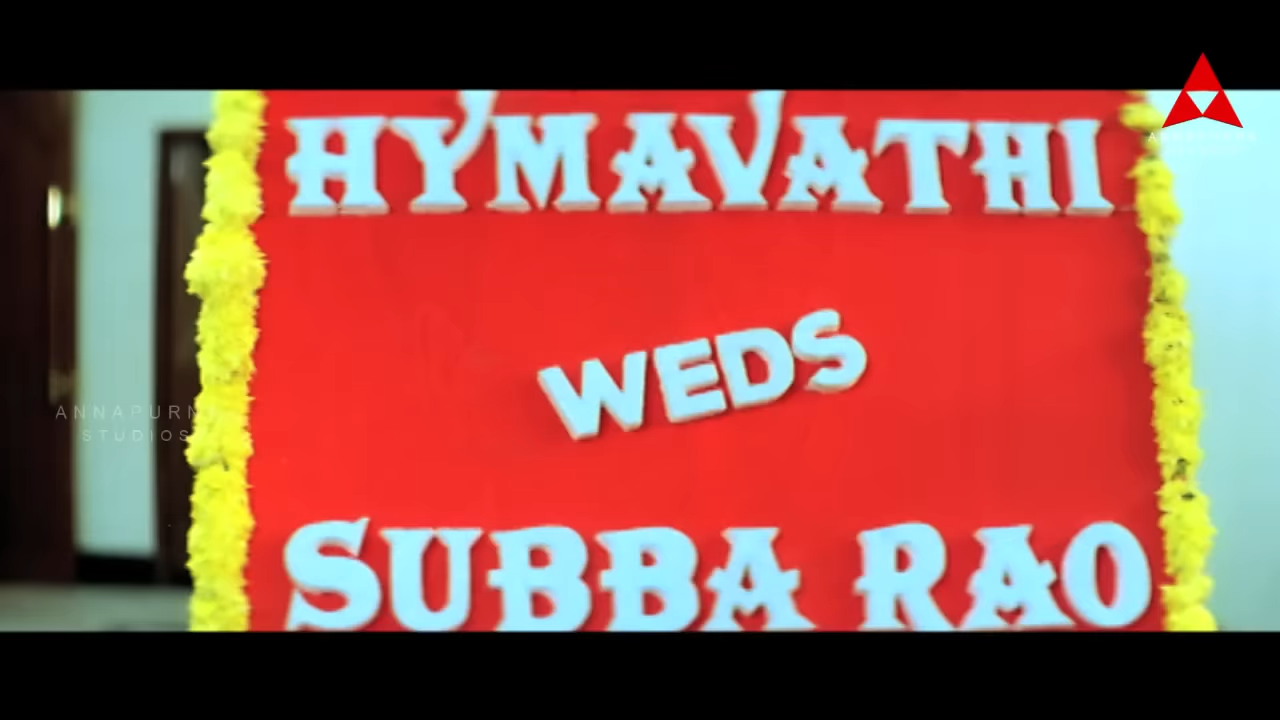 HYMAVATHI
WEDS
SUBBA RAO
ANNAPURNA
STUDIOS